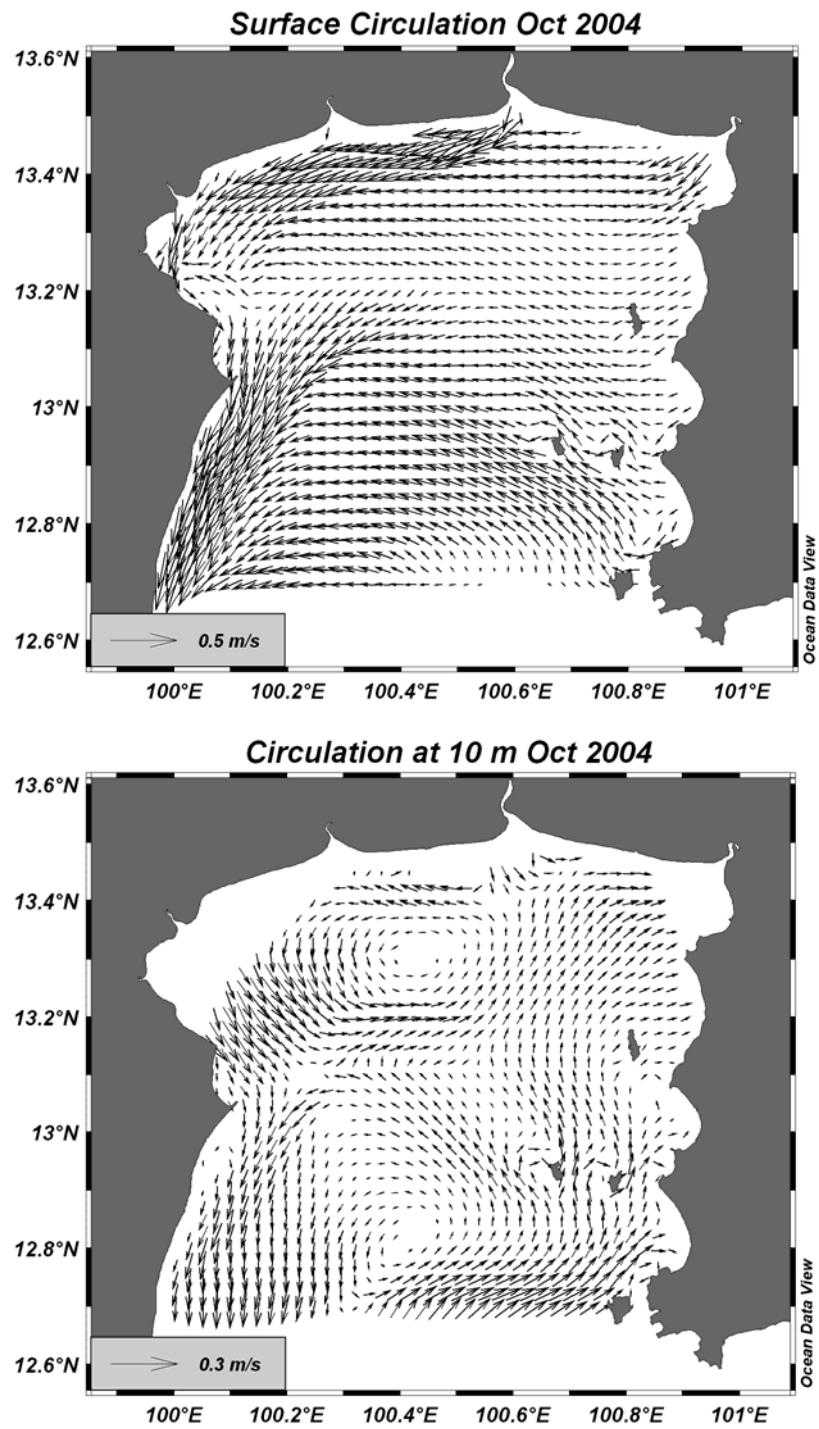 Surface Circulation Oct 2004
13.6°N
13.4°N
13.2°N
13°N
12.8°N
12.6°N
0.5 m/s
100°E 100.2°E 100.4°E 100.6°E 100.8°E 101°E
Ocean Data View
Circulation at 10 m Oct 2004
13.6°N
13.4°N
13.2°N
13°N
12.8°N
12.6°N
0.3 m/s
100°E 100.2°E 100.4°E 100.6°E 100.8°E 101°E
Ocean Data View